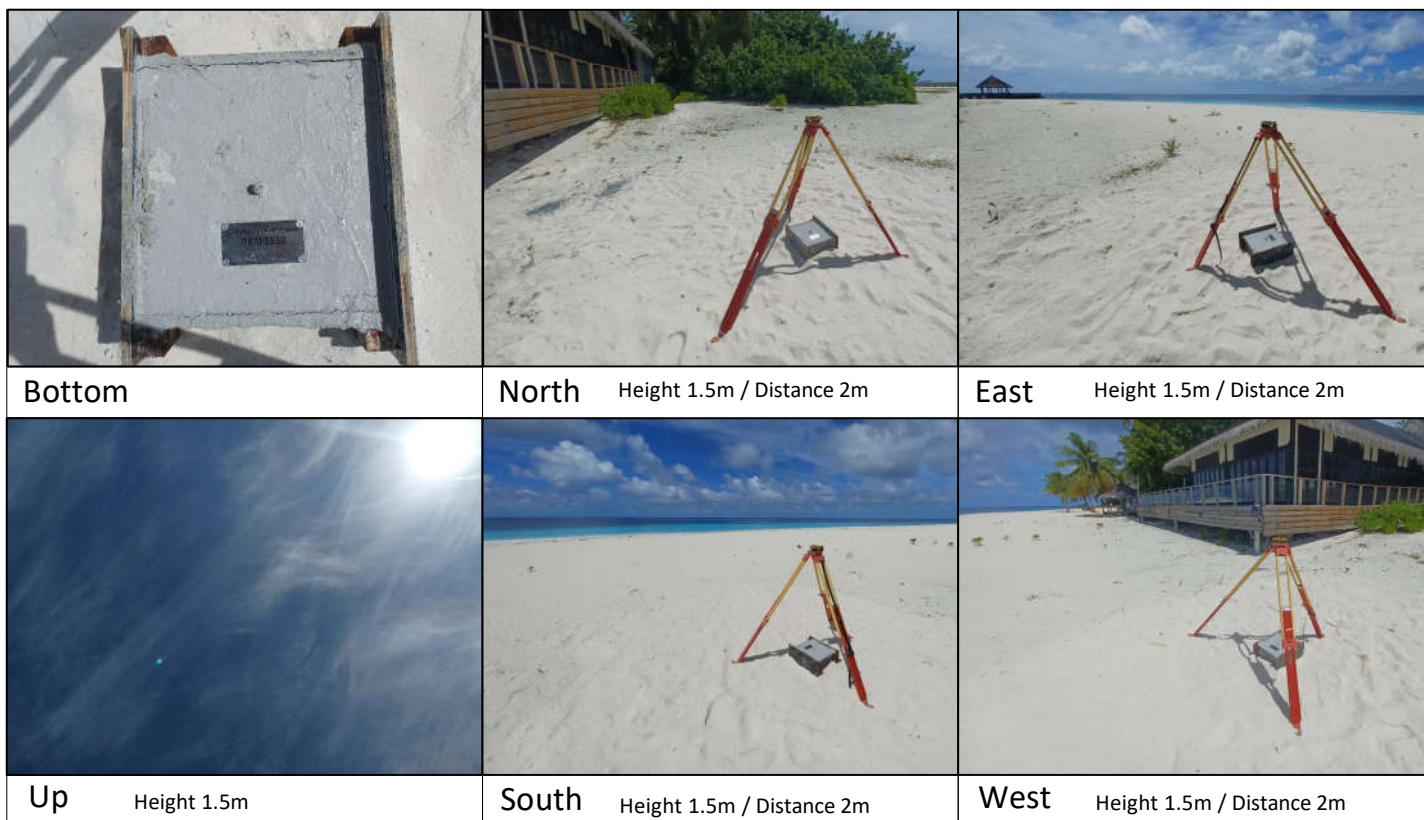 Bottom
North Height 1.5m / Distance 2m
East Height 1.5m / Distance 2m
Up Height 1.5m
South Height 1.5m / Distance 2m
West Height 1.5m / Distance 2m